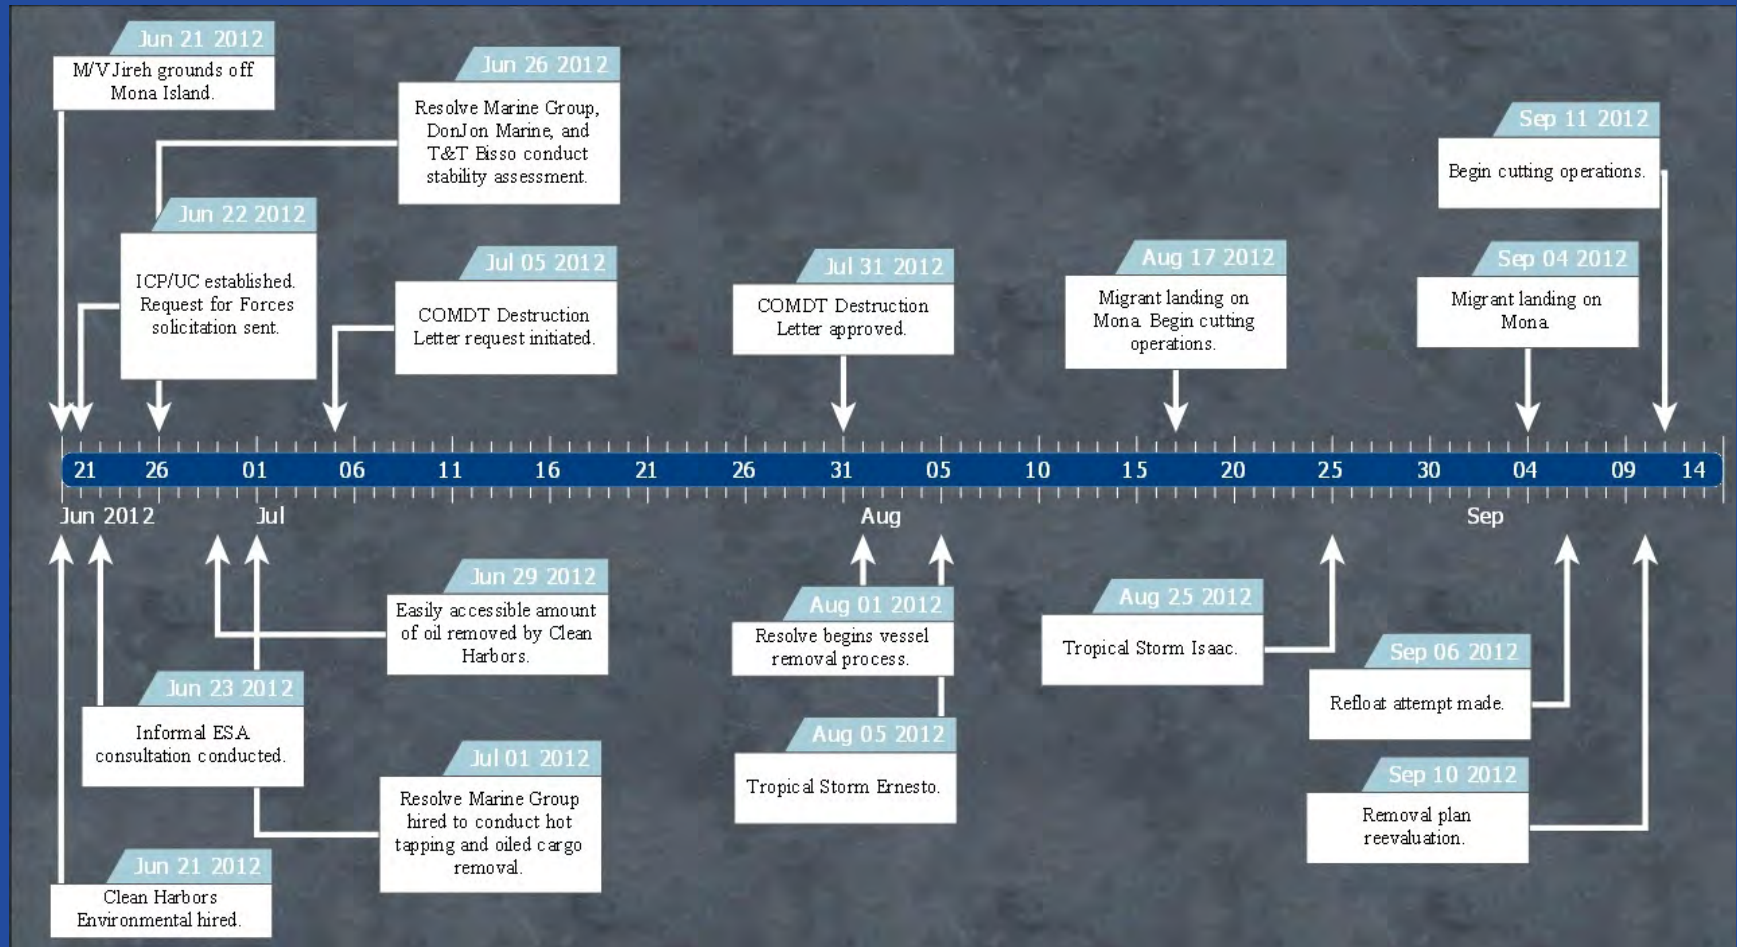 Jun 21 2012
M/V Jireh grounds off
Mona Island.
Jun 26 2012
Resolve Marine Group,
DonJon Marine, and
T&T Bisso conduct
stability assessment.
Jun 22 2012
ICP/UC established.
Request for Forces
solicitation sent.
Jul 05 2012
COMDT Destruction
Letter request initiated.
Jul 31 2012
COMDT Destruction
Letter approved.
Aug 17 2012
Migrant landing on
Mona. Begin cutting
operations.
Sep 11 2012
Begin cutting operations.
Sep 04 2012
Migrant landing on
Mona.
21 26 01 06 11 16 21 26 31 05 10 15 20 25 30 04 09 14
Jun 2012 Jul Aug Sep
Jun 29 2012
Easily accessible amount
of oil removed by Clean
Harbors.
Jun 23 2012
Informal ESA
consultation conducted.
Jul 01 2012
Resolve Marine Group
hired to conduct hot
tapping and oiled cargo
removal.
Jun 21 2012
Clean Harbors
Environmental hired.
Aug 01 2012
Resolve begins vessel
removal process.
Aug 05 2012
Tropical Storm Ernesto.
Aug 25 2012
Tropical Storm Isaac.
Sep 06 2012
Refloat attempt made.
Sep 10 2012
Removal plan
reevaluation.